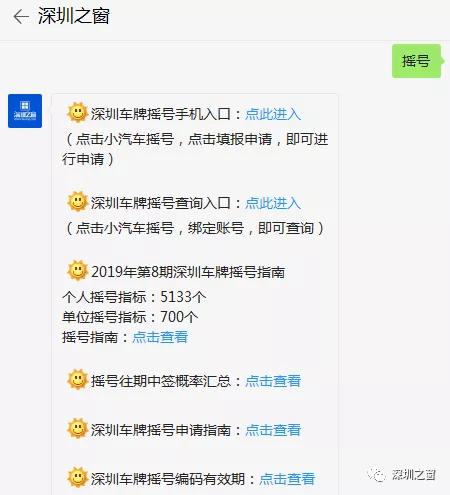 深圳之窗
摇号
深圳之窗
深圳车牌摇号手机入口：点此进入
（点击小汽车摇号，点击填报申请，即可进
行申请）
深圳车牌摇号查询入口：点此进入
（点击小汽车摇号，绑定账号，即可查询）
2019年第8期深圳车牌摇号指南
个人摇号指标：5133个
单位摇号指标：700个
摇号指南：点击查看
摇号往期中签概率汇总：点击查看
深圳车牌摇号申请指南：点击查看
深圳车牌摇号编码有效期：点击查看
深圳之窗